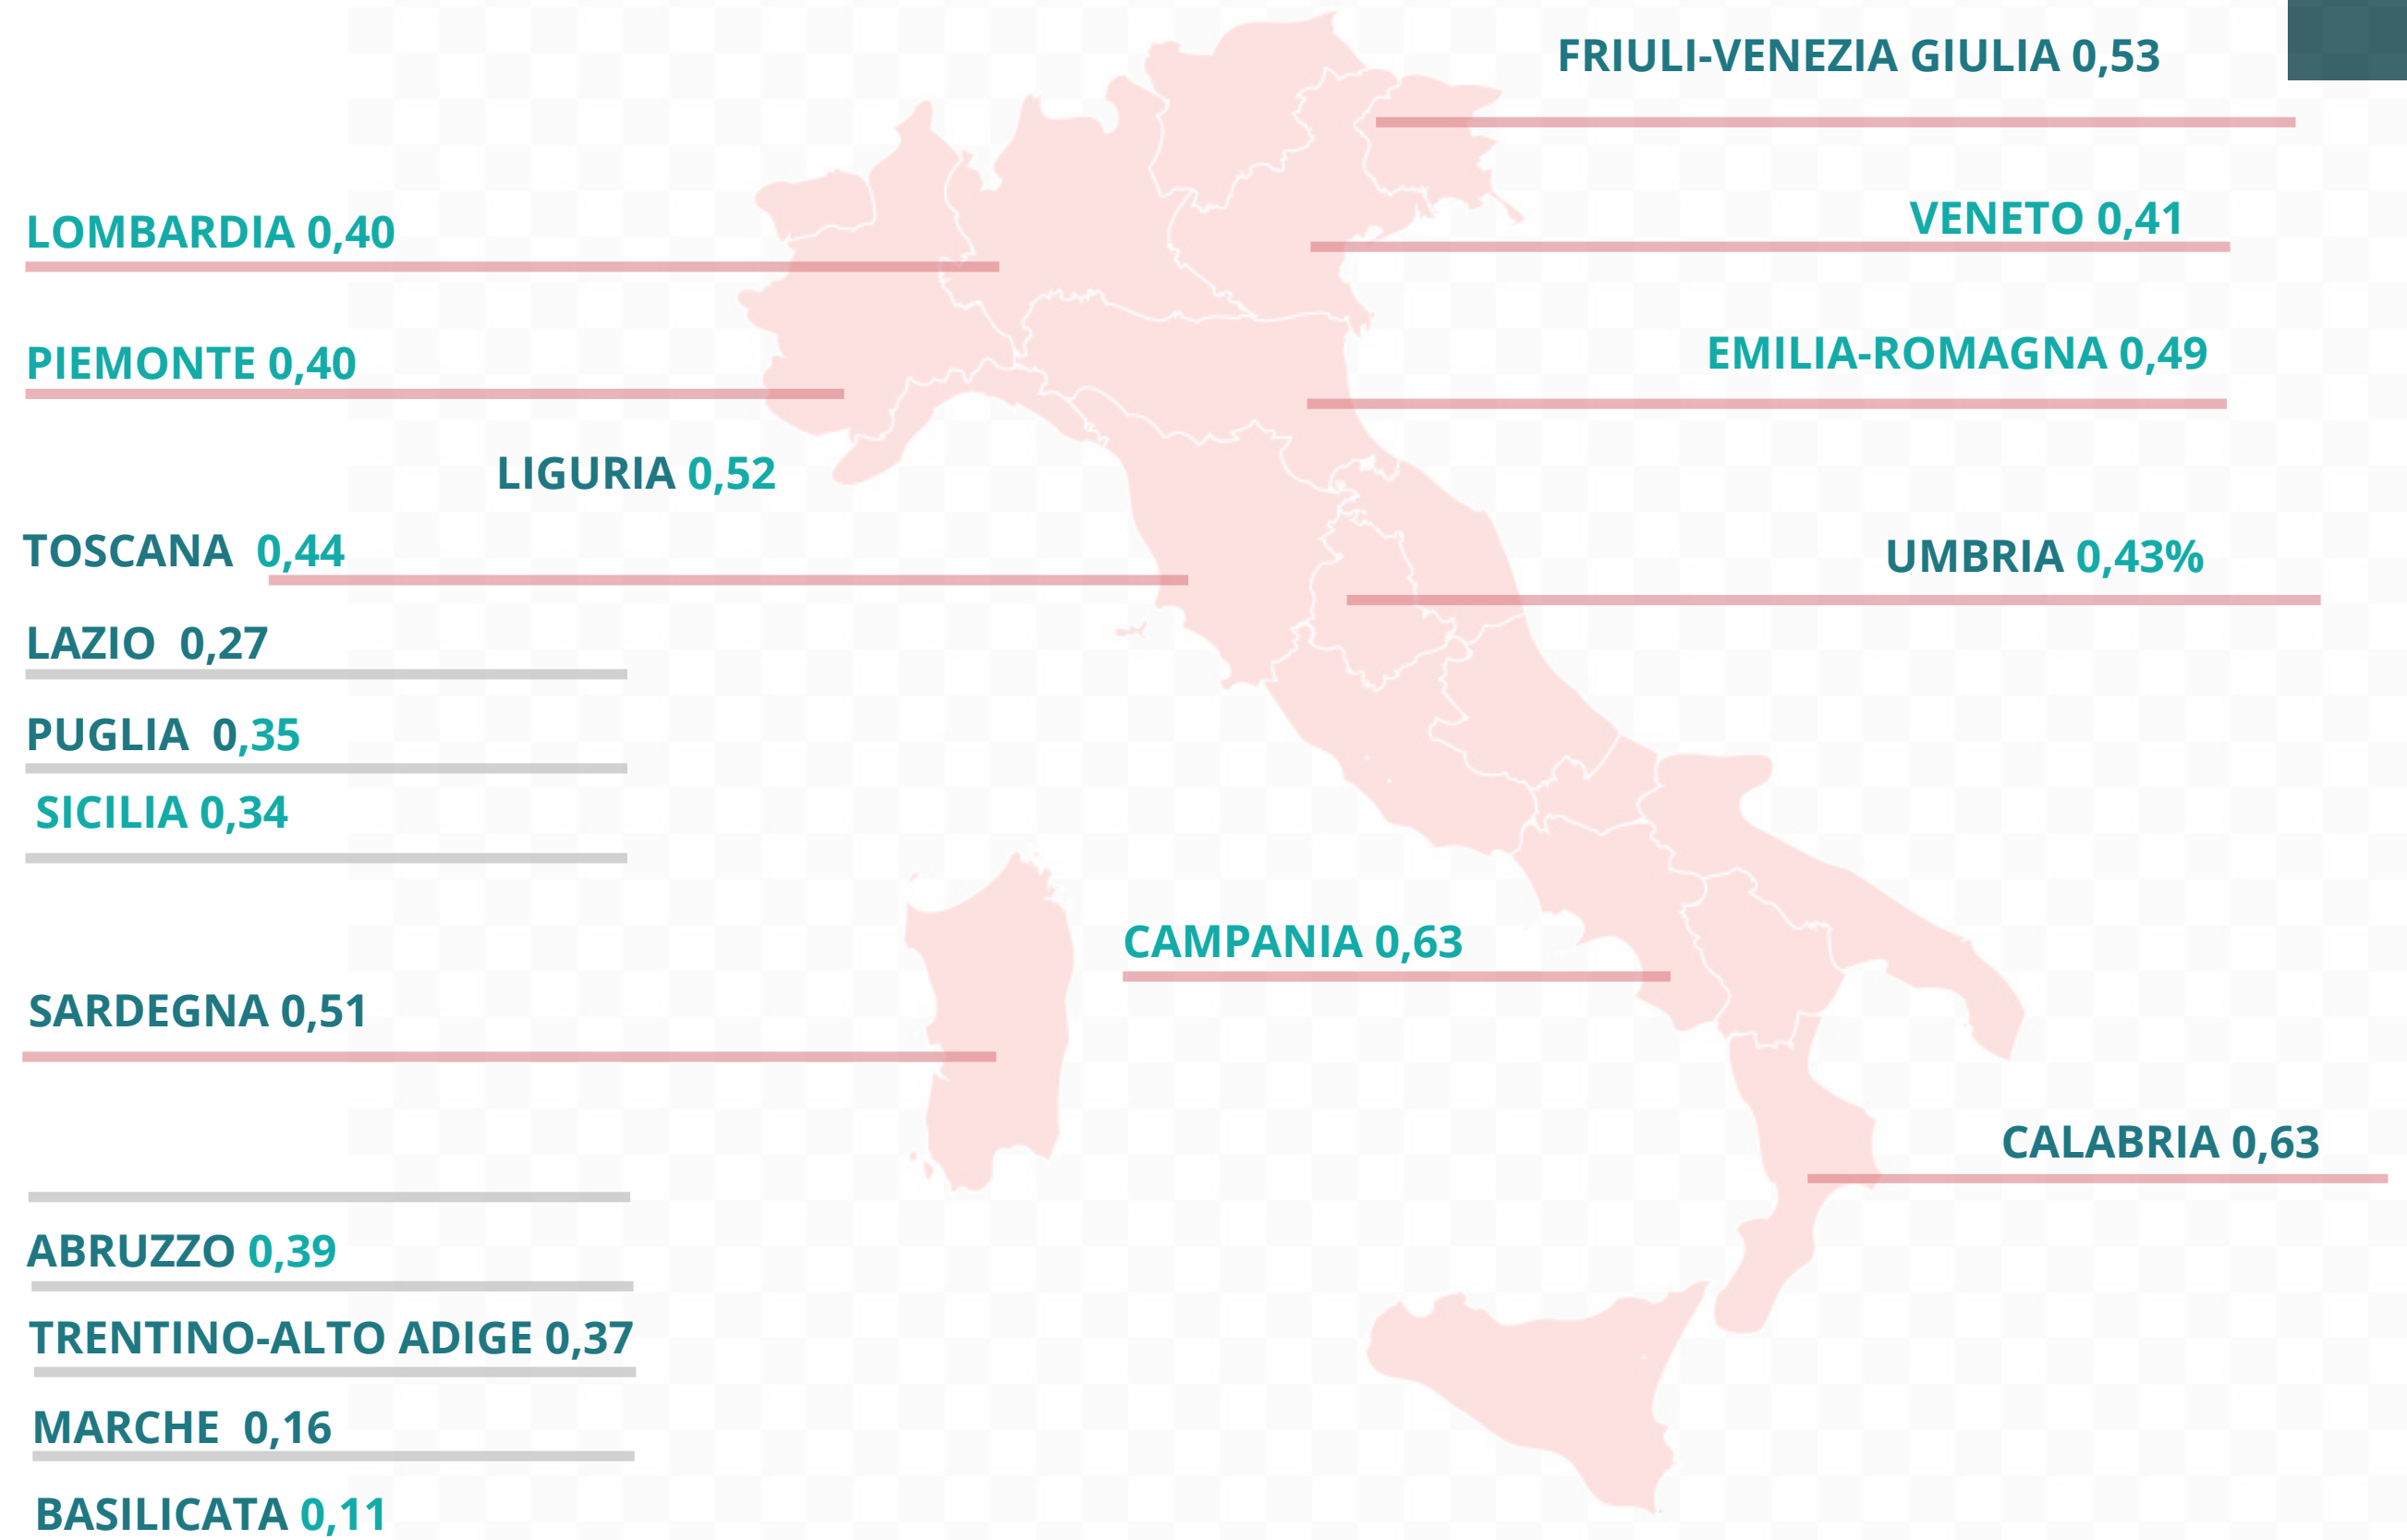 FRIULI-VENEZIA GIULIA 0,53
LOMBARDIA 0,40
VENETO 0,41
PIEMONTE 0,40
EMILIA-ROMAGNA 0,49
LIGURIA 0,52
TOSCANA 0,44
UMBRIA 0,43%
LAZIO 0,27
PUGLIA 0,35
SICILIA 0,34
CAMPANIA 0,63
SARDEGNA 0,51
CALABRIA 0,63
ABRUZZO 0,39
TRENTINO-ALTO ADIGE 0,37
MARCHE 0,16
BASILICATA 0,11